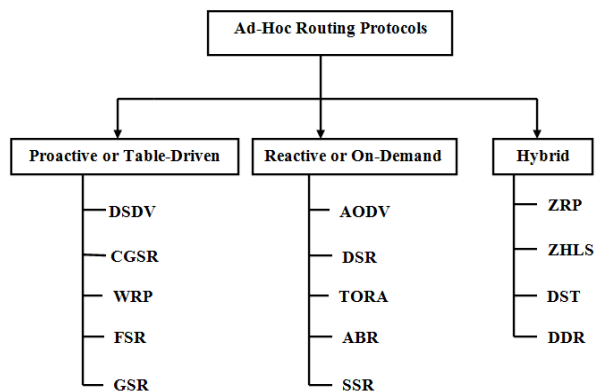 Ad-Hoc Routing Protocols
Proactive or Table-Driven
DSDV
CGSR
WRP
FSR
GSR
Reactive or On-Demand
AODV
DSR
TORA
ABR
SSR
Hybrid
ZRP
ZHLS
DST
DDR